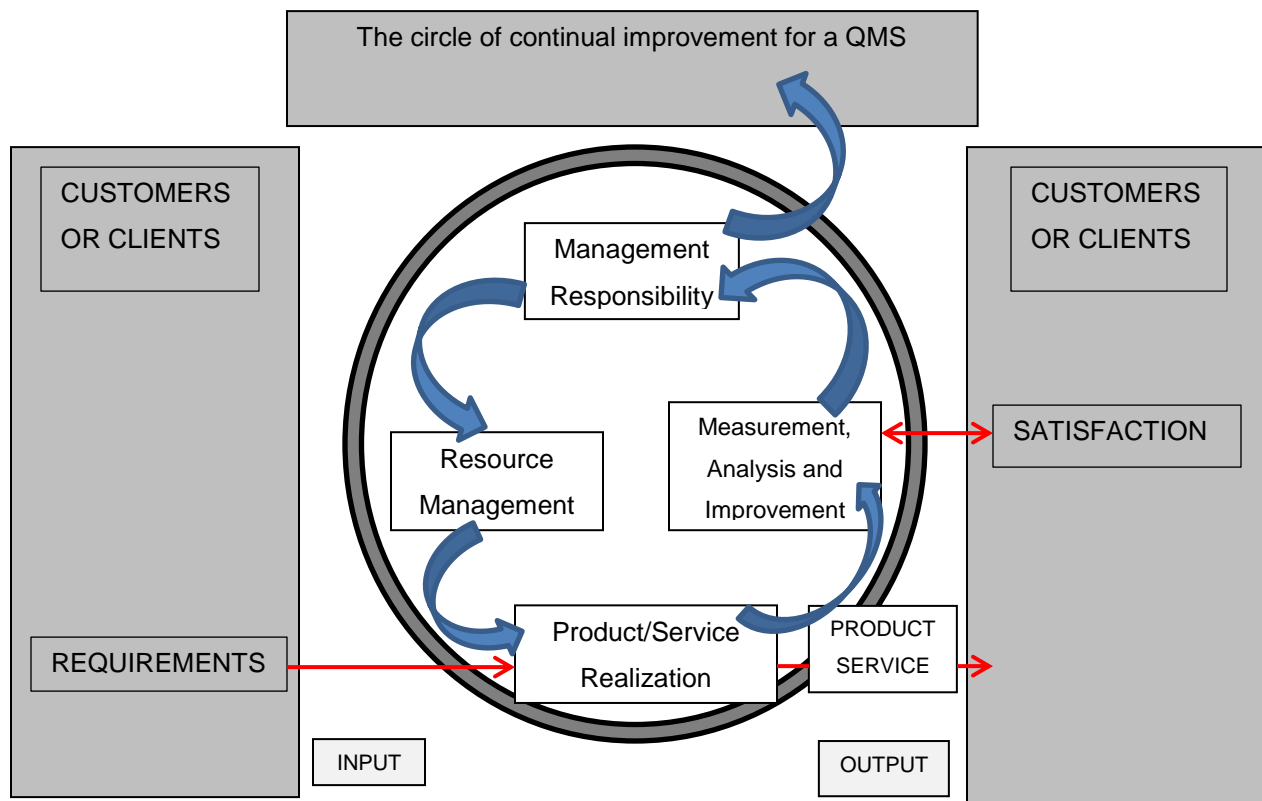 The circle of continual improvement for a QMS
CUSTOMERS
OR CLIENTS
CUSTOMERS
OR CLIENTS
Management
Responsibility
Resource
Management
Measurement,
Analysis and
Improvement
SATISFACTION
REQUIREMENTS
Product/Service
Realization
PRODUCT
SERVICE
INPUT
OUTPUT